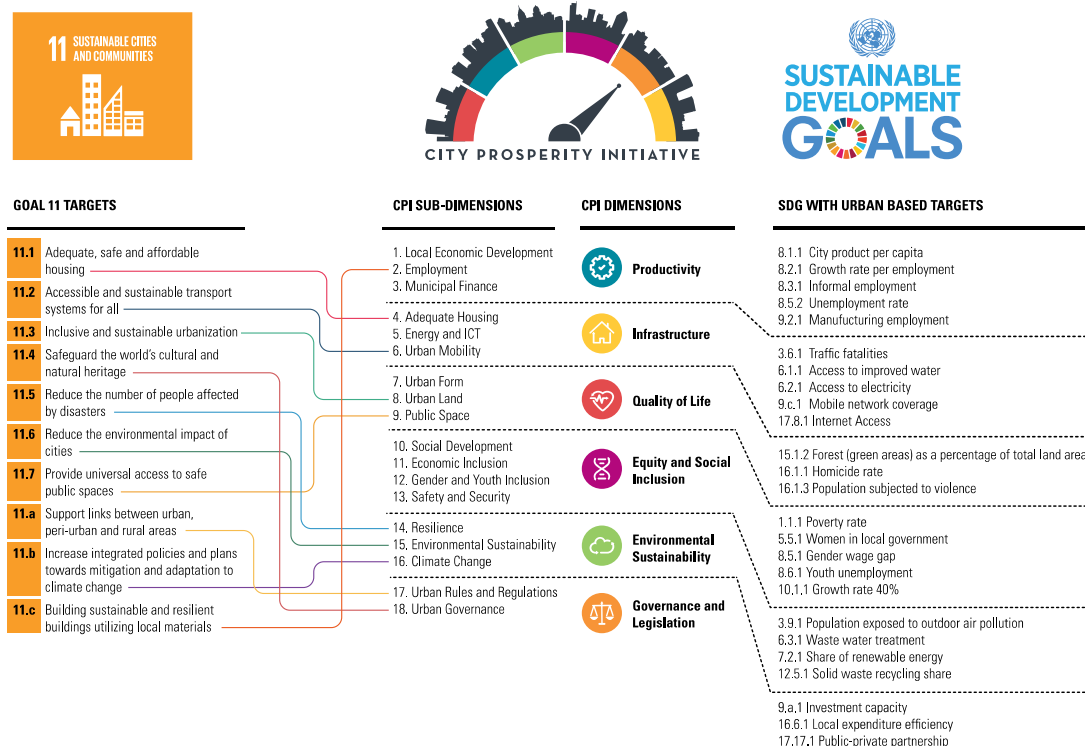 11 SUSTAINABLE CITIES
AND COMMUNITIES
CITY PROSPERITY INITIATIVE
SUSTAINABLE
DEVELOPMENT
GOALS
GOAL 11 TARGETS
11.1 Adequate, safe and affordable
housing
11.2 Accessible and sustainable transport
systems for all
11.3 Inclusive and sustainable urbanization
11.4 Safeguard the world's cultural and
natural heritage
11.5 Reduce the number of people affected
by disasters
11.6 Reduce the environmental impact of
cities
11.7 Provide universal access to safe
public spaces
11.a Support links between urban,
peri-urban and rural areas
11.b Increase integrated policies and plans
towards mitigation and adaptation to
climate change
11.c Building sustainable and resilient
buildings utilizing local materials
CPI SUB-DIMENSIONS
1. Local Economic Development
2. Employment
3. Municipal Finance
4. Adequate Housing
5. Energy and ICT
6. Urban Mobility
7. Urban Form
8. Urban Land
9. Public Space
10. Social Development
11. Economic Inclusion
12. Gender and Youth Inclusion
13. Safety and Security
14. Resilience
15. Environmental Sustainability
16. Climate Change
17. Urban Rules and Regulations
18. Urban Governance
CPI DIMENSIONS
Productivity
Infrastructure
Quality of Life
Equity and Social
Inclusion
Environmental
Sustainability
Governance and
Legislation
SDG WITH URBAN BASED TARGETS
8.1.1 City product per capita
8.2.1 Growth rate per employment
8.3.1 Informal employment
8.5.2 Unemployment rate
9.2.1 Manufucturing employment
3.6.1 Traffic fatalities
6.1.1 Access to improved water
6.2.1 Access to electricity
9.c.1 Mobile network coverage
17.8.1 Internet Access
15.1.2 Forest (green areas) as a percentage of total land area
16.1.1 Homicide rate
16.1.3 Population subjected to violence
1.1.1 Poverty rate
5.5.1 Women in local government
8.5.1 Gender wage gap
8.6.1 Youth unemployment
10.1.1 Growth rate 40%
3.9.1 Population exposed to outdoor air pollution
6.3.1 Waste water treatment
7.2.1 Share of renewable energy
12.5.1 Solid waste recycling share
9.a.1 Investment capacity
16.6.1 Local expenditure efficiency
17.17.1 Public-private partnership